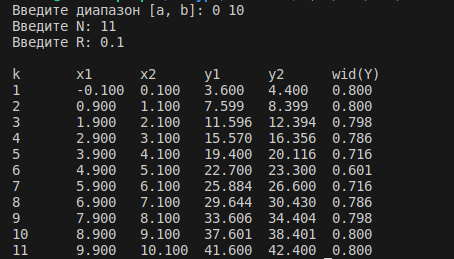 Введите диапазон [a, b]: 0 10
Введите N: 11
Введите R: 0.1
k x1 x2 y1 y2 wid(Y)
1 -0.100 0.100 3.600 4.400 0.800
2 0.900 1.100 7.599 8.399 0.800
3 1.900 2.100 11.596 12.394 0.798
4 2.900 3.100 15.570 16.356 0.786
5 3.900 4.100 19.400 20.116 0.716
6 4.900 5.100 22.700 23.300 0.601
7 5.900 6.100 25.884 26.600 0.716
8 6.900 7.100 29.644 30.430 0.786
9 7.900 8.100 33.606 34.404 0.798
10 8.900 9.100 37.601 38.401 0.800
11 9.900 10.100 41.600 42.400 0.800